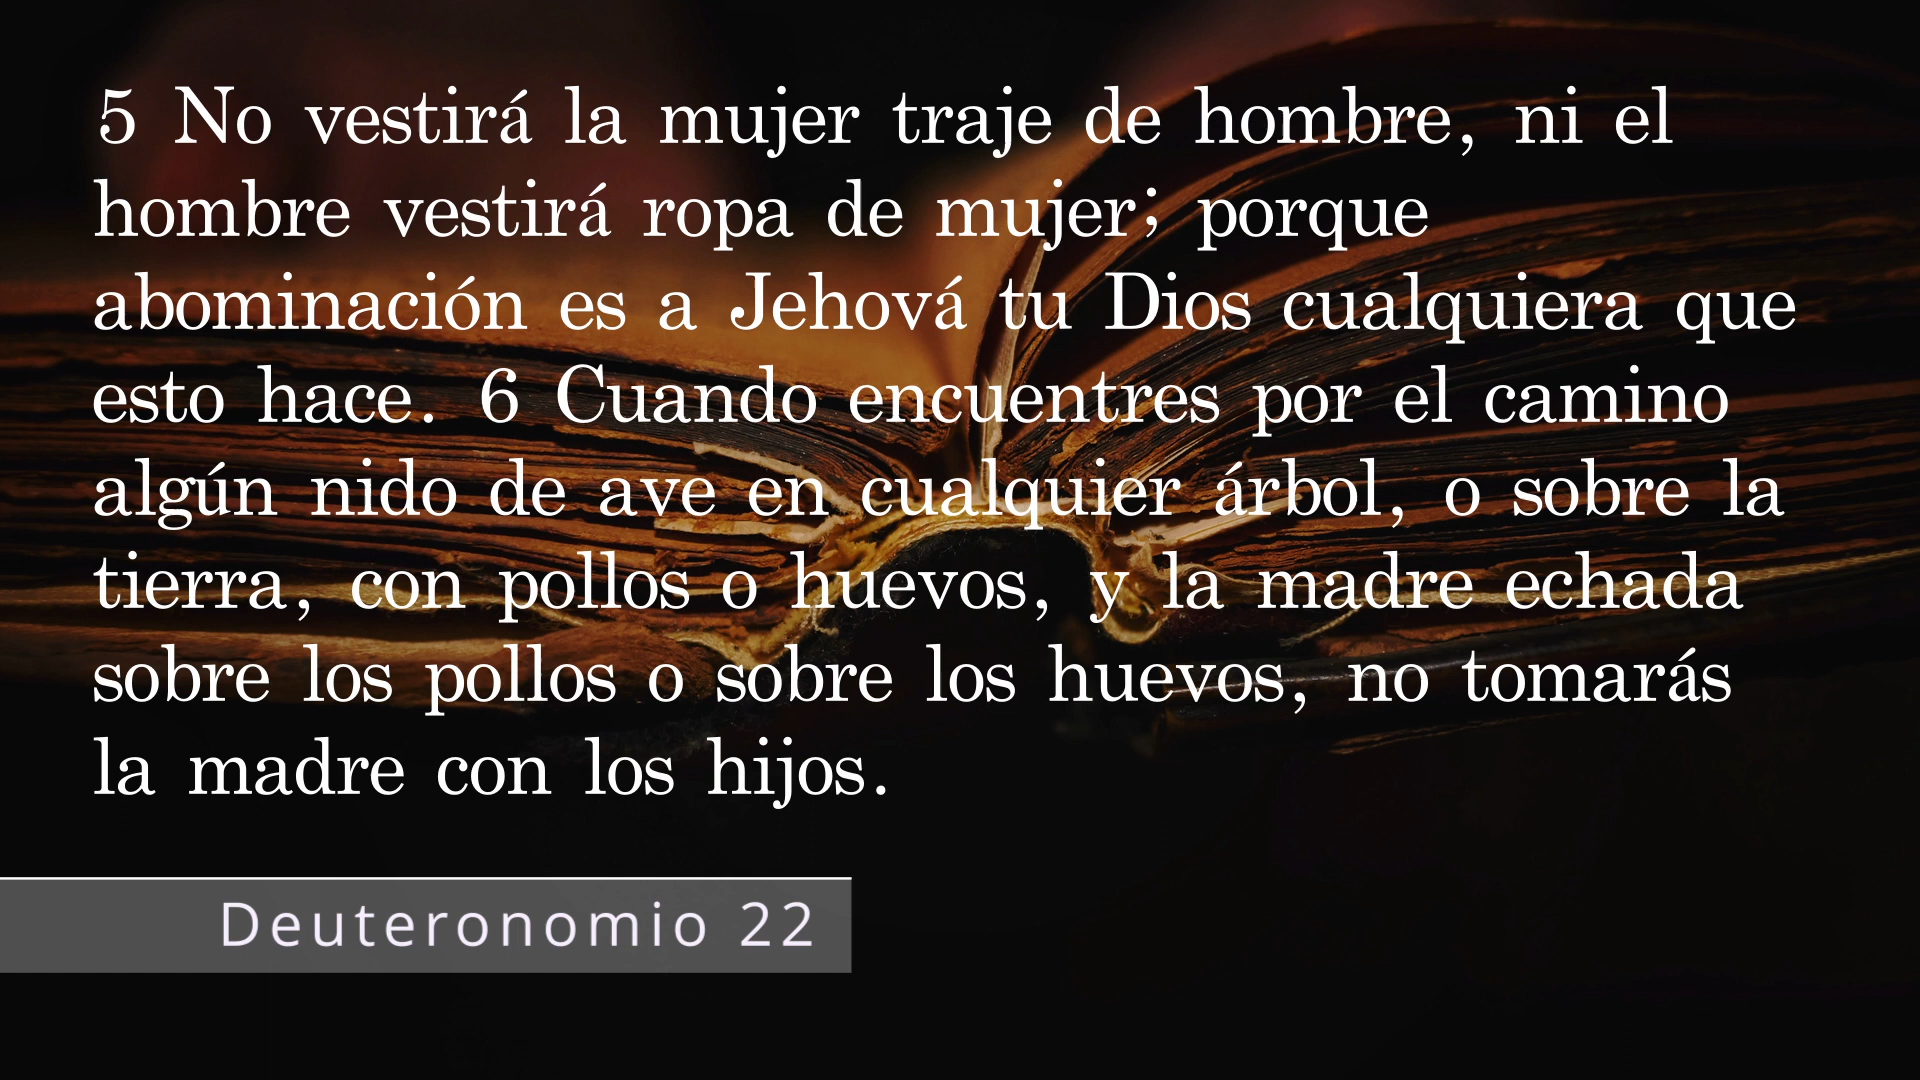 5 No vestirá la mujer traje de hombre, ni el
hombre vestirá ropa de mujer; porque
abominación es a Jehová tu Dios cualquiera que
esto hace. 6 Cuando encuentres por el camino
algún nido de ave en cualquier árbol, o sobre la
tierra, con pollos o huevos, y la madre echada
sobre los pollos o sobre los huevos, no tomarás
la madre con los hijos.
Deuteronomio 22